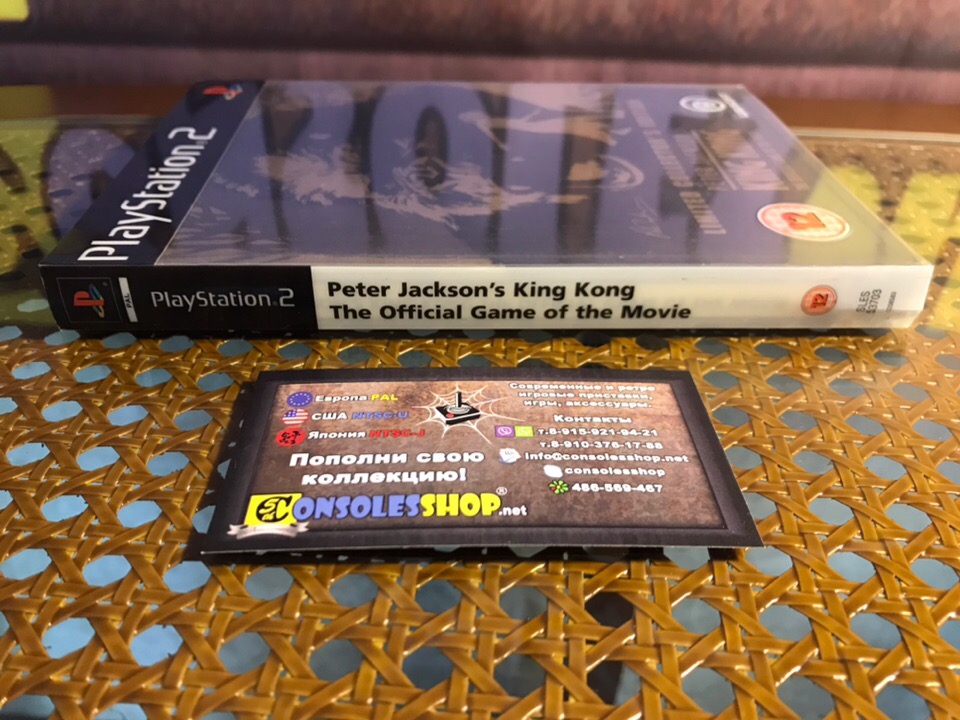 PlayStation.2
12
PAL
PlayStation 2
Peter Jackson's King Kong
The Official Game of the Movie
12
SLES
53703
Европа PAL
США NTSC-U
Япония NTSC-J
Пополни свою
коллекцию!
CONSOLESSHOP®.net
Современные и ретро
игровые приставки,
игры, аксессуары.
Контакты
т.8-915-921-94-21
т.8-910-376-17-88
info@consolesshop.net
consolesshop
486-569-467